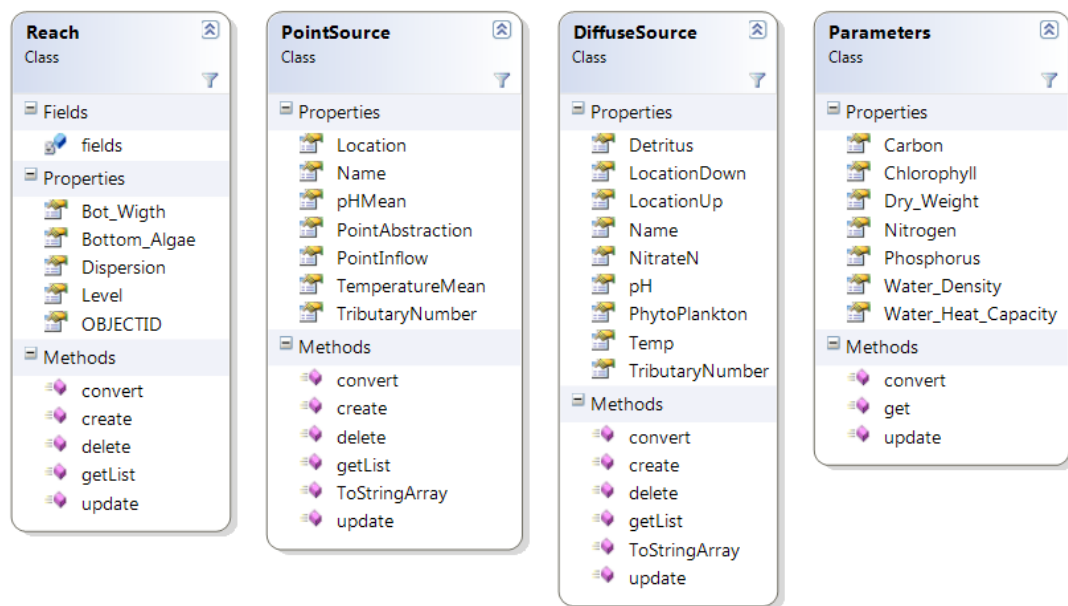 Reach
Class
Fields
fields
Properties
Bot_Wigth
Bottom_Algae
Dispersion
Level
OBJECTID
Methods
convert
create
delete
getList
update
PointSource
Class
Properties
Location
Name
pHMean
PointAbstraction
PointInflow
TemperatureMean
TributaryNumber
Methods
convert
create
delete
getList
ToStringArray
update
DiffuseSource
Class
Properties
Detritus
LocationDown
LocationUp
Name
NitrateN
pH
PhytoPlankton
Temp
TributaryNumber
Methods
convert
create
delete
getList
ToStringArray
update
Parameters
Class
Properties
Carbon
Chlorophyll
Dry_Weight
Nitrogen
Phosphorus
Water_Density
Water_Heat_Capacity
Methods
convert
get
update